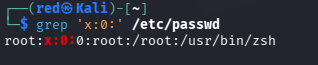 ┌──(red㉿Kali)-[~]
└─$ grep 'x:0:' /etc/passwd
root:x:0:0:root:/root:/usr/bin/zsh